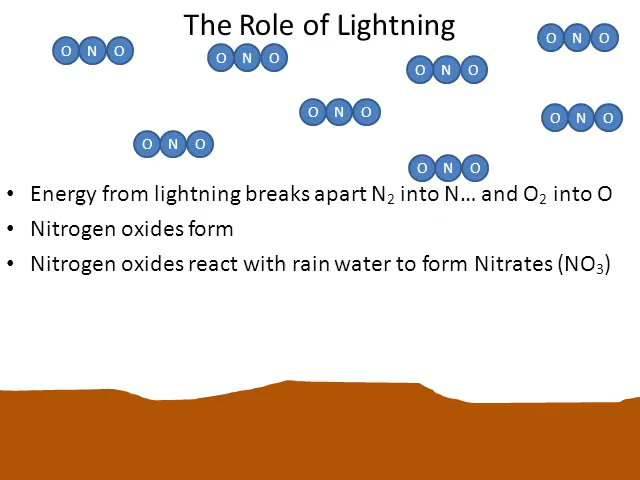 The Role of Lightning
O N O
O N O
O N O
O N O
O N O
O N O
O N O
O N O
• Energy from lightning breaks apart N₂ into N... and O₂ into O
• Nitrogen oxides form
• Nitrogen oxides react with rain water to form Nitrates (NO₃)